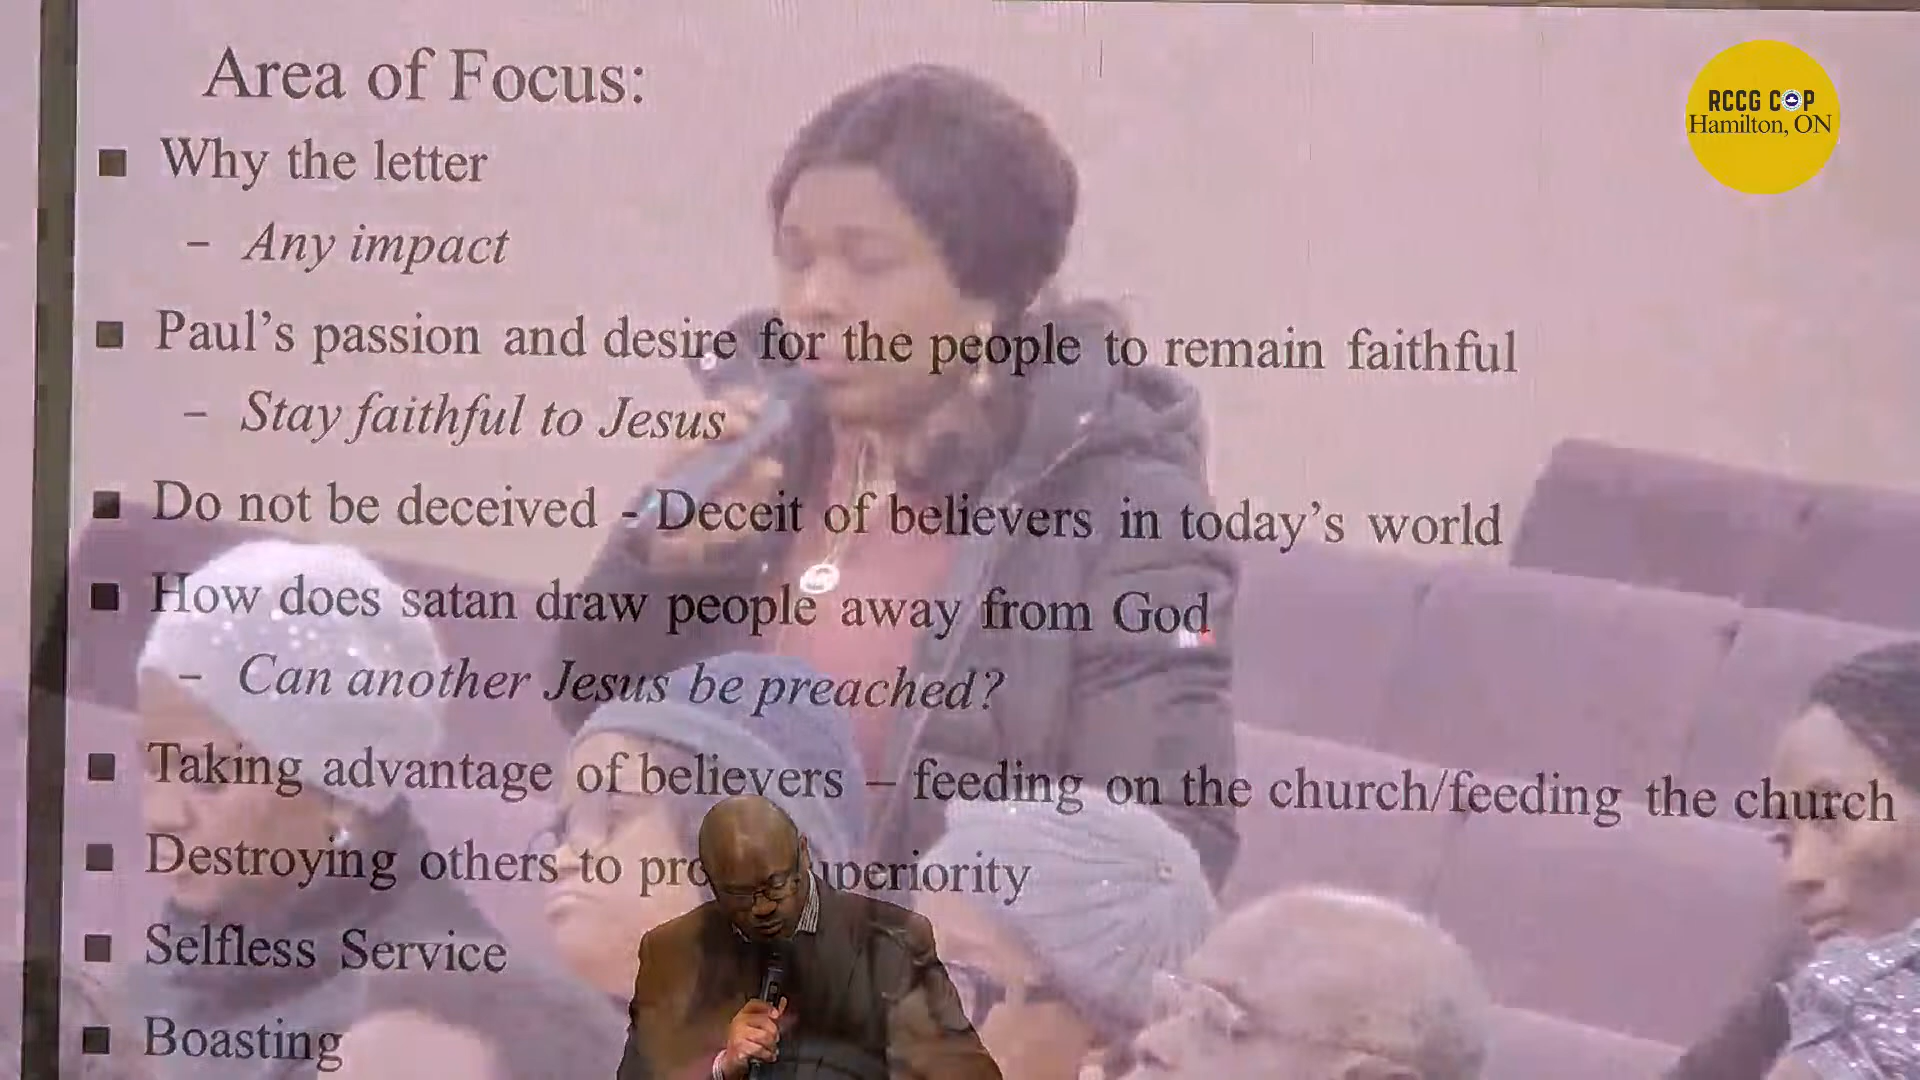 Area of Focus:
RCCG COP
Hamilton, ON
■ Why the letter
– Any impact
■ Paul's passion and desire for the people to remain faithful
– Stay faithful to Jesus
■ Do not be deceived - Deceit of believers in today's world
■ How does satan draw people away from God
– Can another Jesus be preached?
■ Taking advantage of believers – feeding on the church/feeding the church
■ Destroying others to
■ Selfless Service
■ Boasting